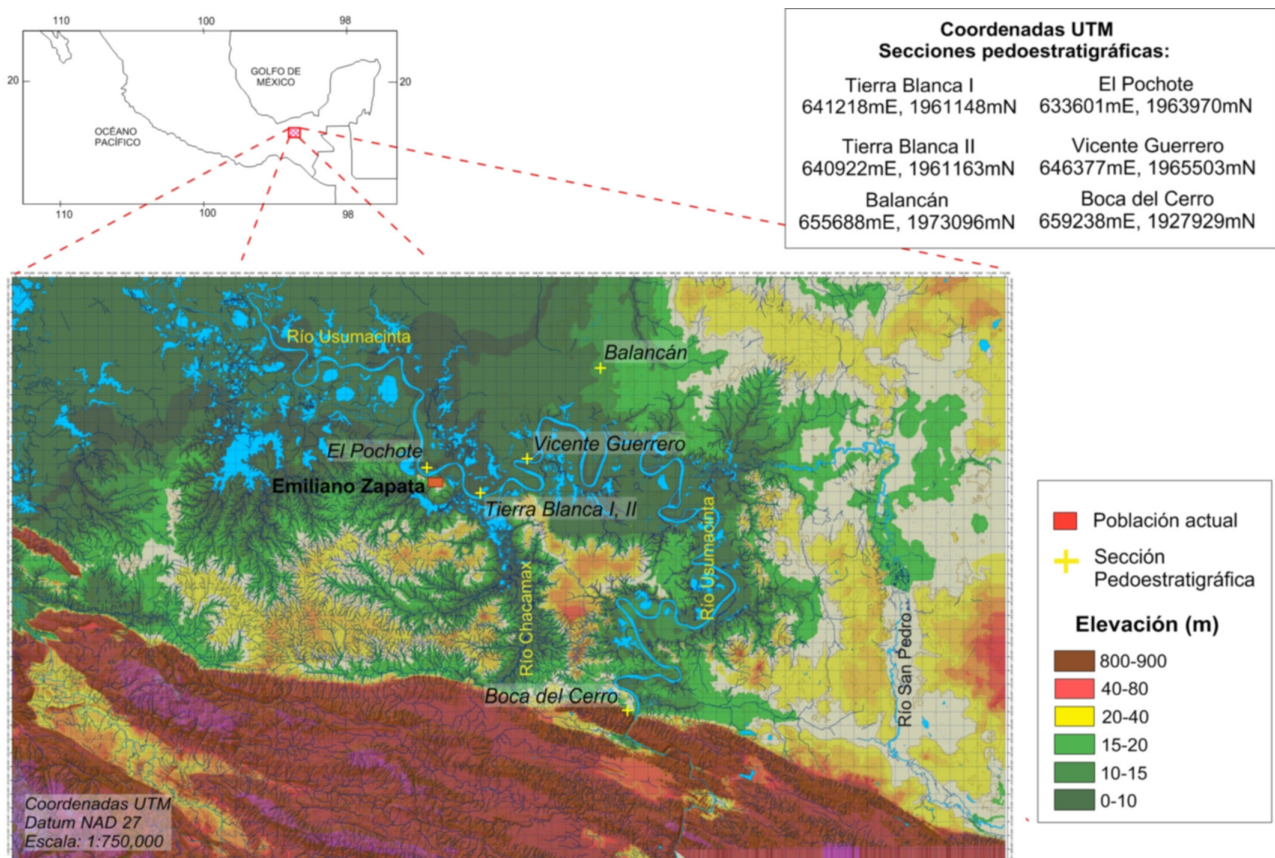 110
100
98
20
GOLFO DE
MÉXICO
20
OCÉANO
PACÍFICO
110
100
98
Coordenadas UTM
Secciones pedoestratigráficas:
Tierra Blanca I
641218mE, 1961148mN
El Pochote
633601mE, 1963970mN
Tierra Blanca II
640922mE, 1961163mN
Vicente Guerrero
646377mE, 1965503mN
Balancán
655688mE, 1973096mN
Boca del Cerro
659238mE, 1927929mN
Río Usumacinta
Balancán
El Pochote
Vicente Guerrero
Emiliano Zapata
Tierra Blanca I, II
Río Usumacinta
Río Chacamax
Río San Pedro
Boca del Cerro
Coordenadas UTM
Datum NAD 27
Escala: 1:750,000
Población actual
Sección
Pedoestratigráfica
Elevación (m)
800-900
40-80
20-40
15-20
10-15
0-10